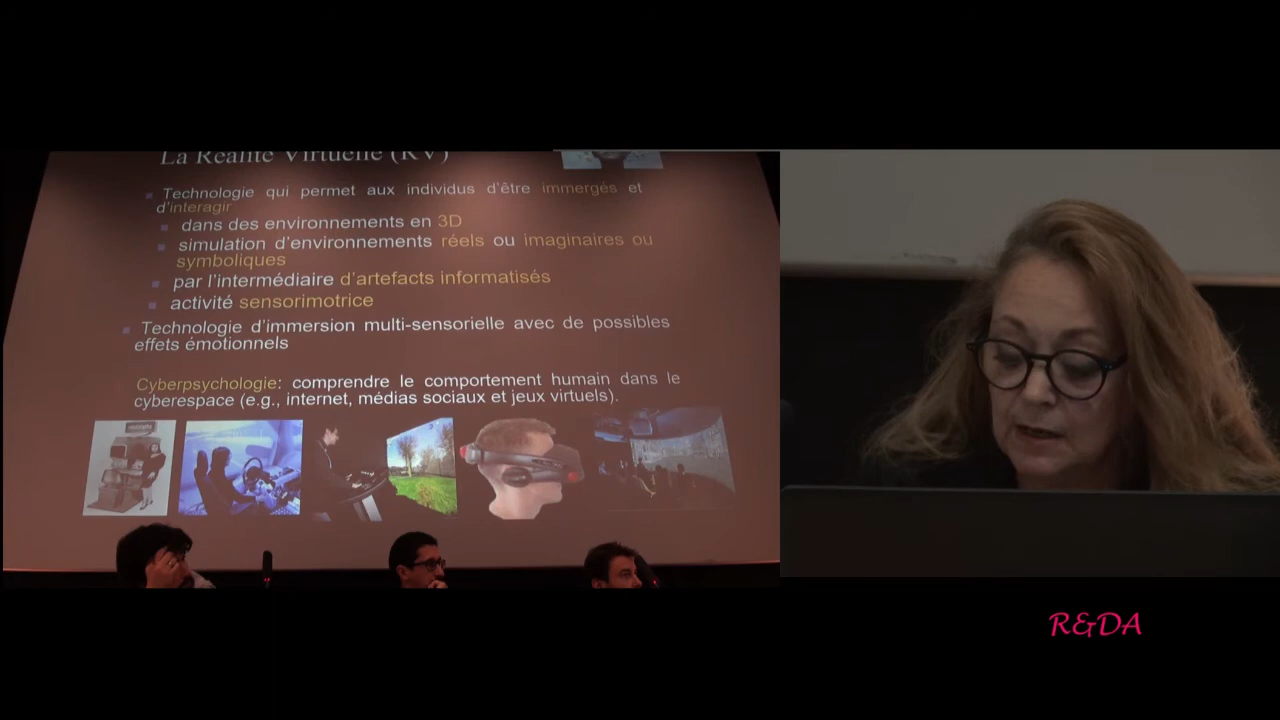 La Réalité Virtuelle (RV)
Technologie qui permet aux individus d'être immergés et
d'interagir
dans des environnements en 3D
simulation d'environnements réels ou imaginaires ou
symboliques
par l'intermédiaire d'artefacts informatisés
activité sensorimotrice
Technologie d'immersion multi-sensorielle avec de possibles
effets émotionnels
Cyberpsychologie: comprendre le comportement humain dans le
cyberespace (e.g., internet, médias sociaux et jeux virtuels).
R&DA